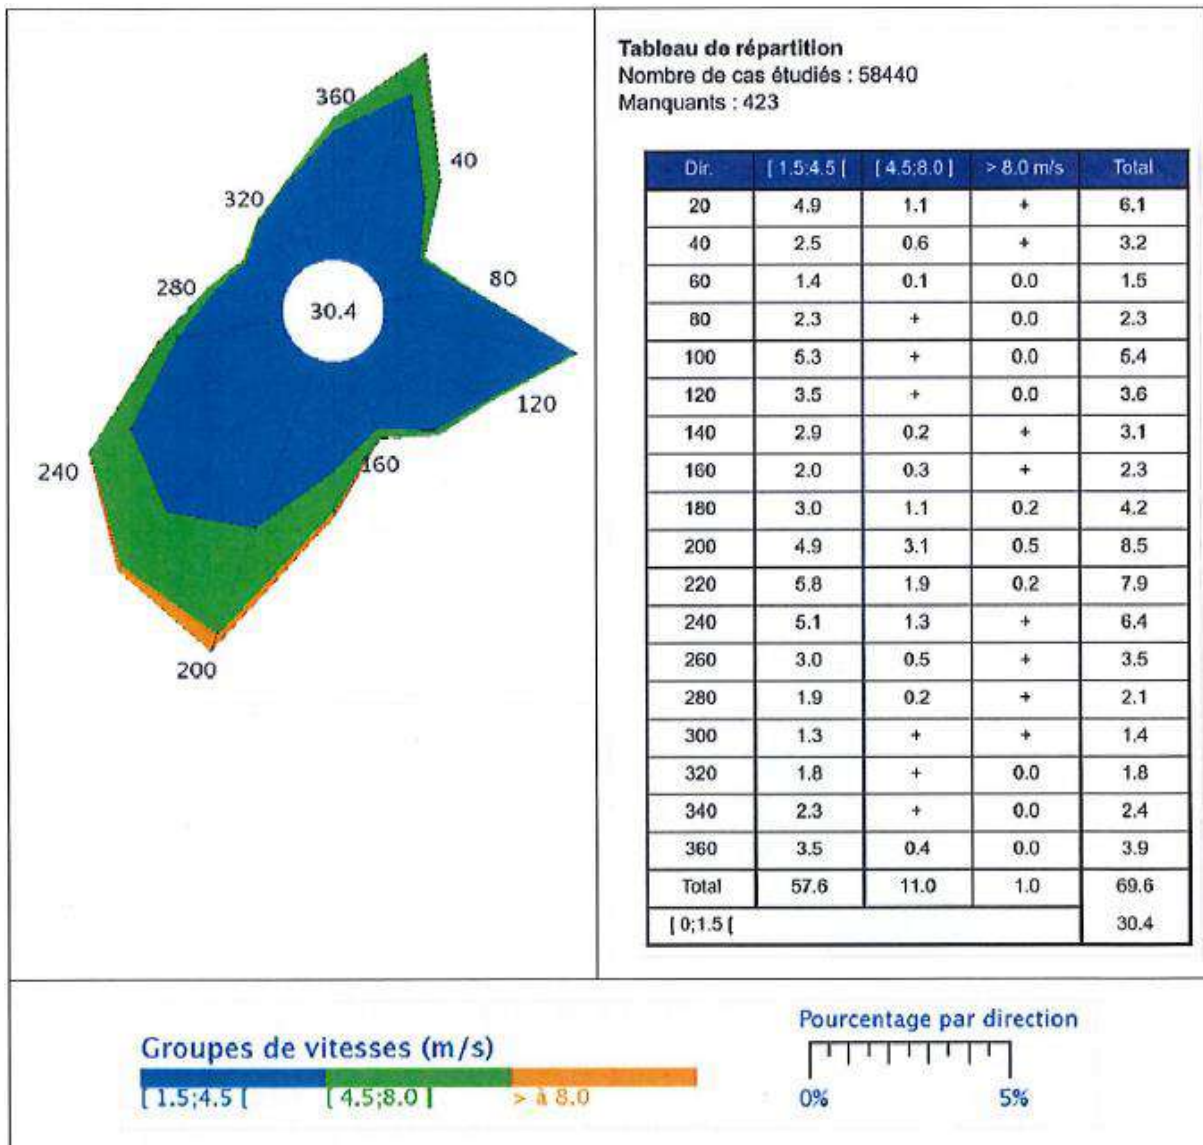 360
40
320
280
80
30.4
120
240
160
200
Tableau de répartition
Nombre de cas étudiés : 58440
Manquants : 423
Dir. [ 1.5:4.5 [ [ 4.5;8.0 ] > 8.0 m/s Total
20 4.9 1.1 + 6.1
40 2.5 0.6 + 3.2
60 1.4 0.1 0.0 1.5
80 2.3 + 0.0 2.3
100 5.3 + 0.0 5.4
120 3.5 + 0.0 3.6
140 2.9 0.2 + 3.1
160 2.0 0.3 + 2.3
180 3.0 1.1 0.2 4.2
200 4.9 3.1 0.5 8.5
220 5.8 1.9 0.2 7.9
240 5.1 1.3 + 6.4
260 3.0 0.5 + 3.5
280 1.9 0.2 + 2.1
300 1.3 + + 1.4
320 1.8 + 0.0 1.8
340 2.3 + 0.0 2.4
360 3.5 0.4 0.0 3.9
Total 57.6 11.0 1.0 69.6
[ 0;1.5 [ 30.4
Groupes de vitesses (m/s)
[ 1.5;4.5 [ [ 4.5;8.0 ] > à 8.0
Pourcentage par direction
0% 5%